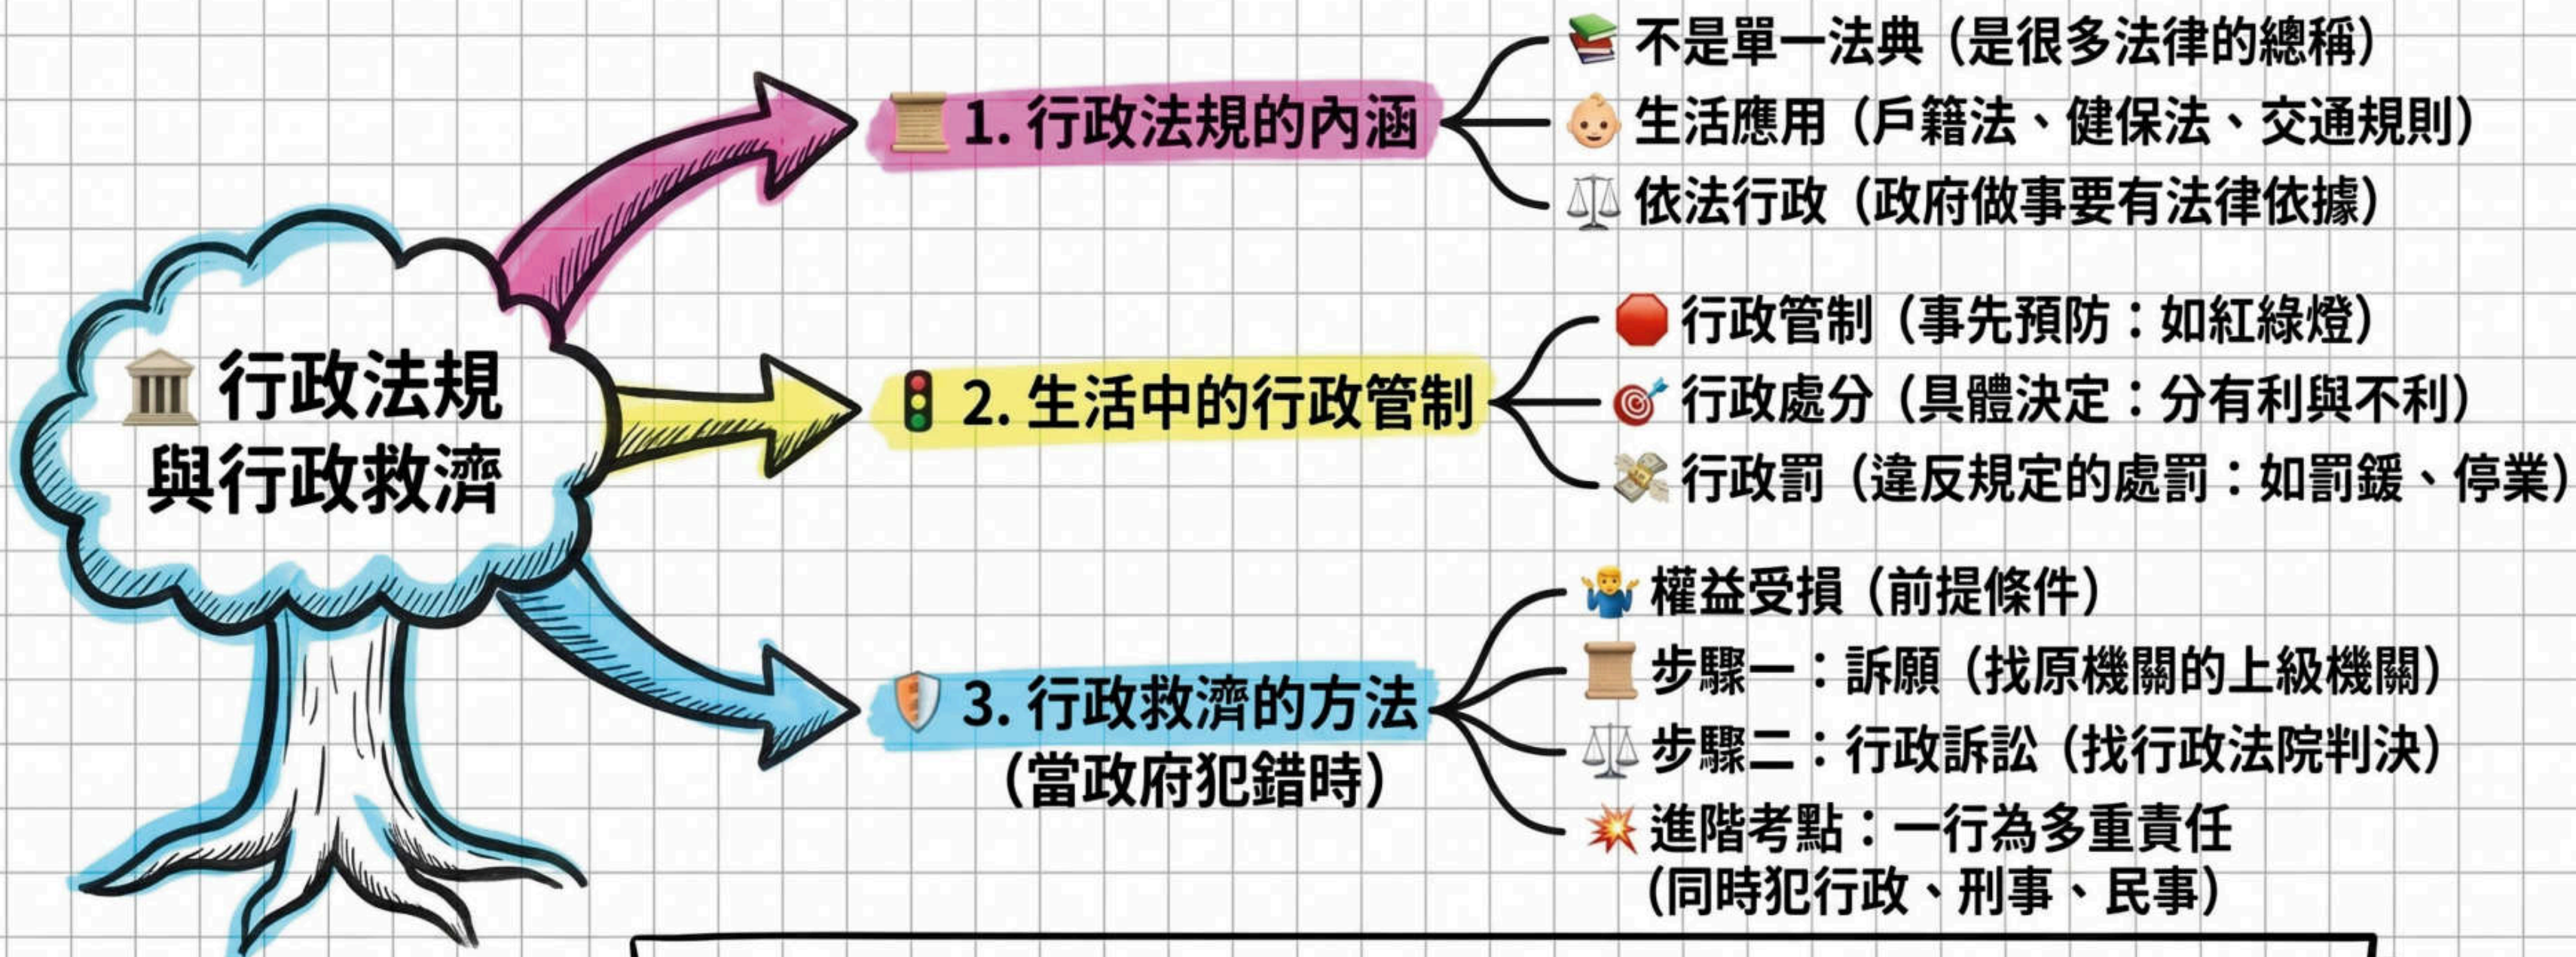 行政法規
與行政救濟
1. 行政法規的內涵
不是單一法典（是很多法律的總稱）
生活應用（戶籍法、健保法、交通規則）
依法行政（政府做事要有法律依據）
2. 生活中的行政管制
行政管制（事先預防：如紅綠燈）
行政處分（具體決定：分有利與不利）
行政罰（違反規定的處罰：如罰鍰、停業）
3. 行政救濟的方法
（當政府犯錯時）
權益受損（前提條件）
步驟一：訴願（找原機關的上級機關）
步驟二：行政訴訟（找行政法院判決）
進階考點：一行為多重責任
（同時犯行政、刑事、民事）